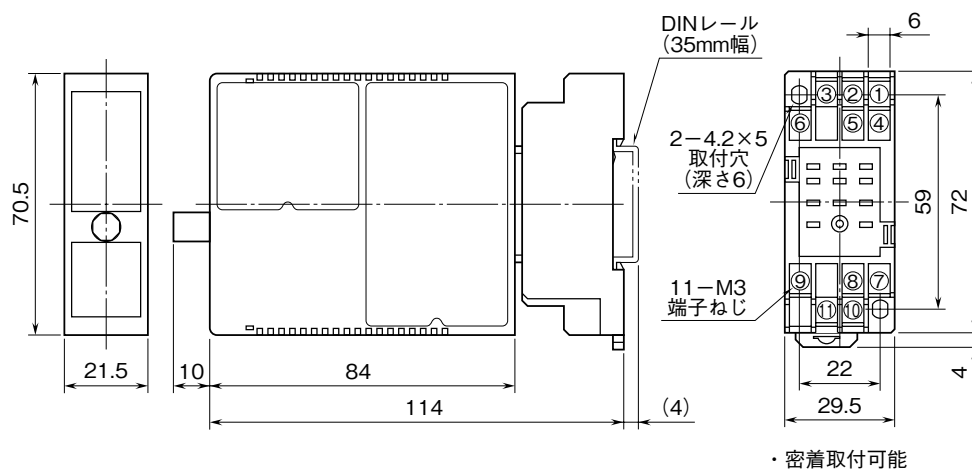 DINレール
(35mm幅)
6
③ ② ①
⑥ ⑤ ④
2−4.2×5
取付穴
(深さ6)
70.5
59
72
⑨ ⑧ ⑦
11−M3
端子ねじ
⑪ ⑩
21.5
10
84
22
4
114
(4)
29.5
・密着取付可能